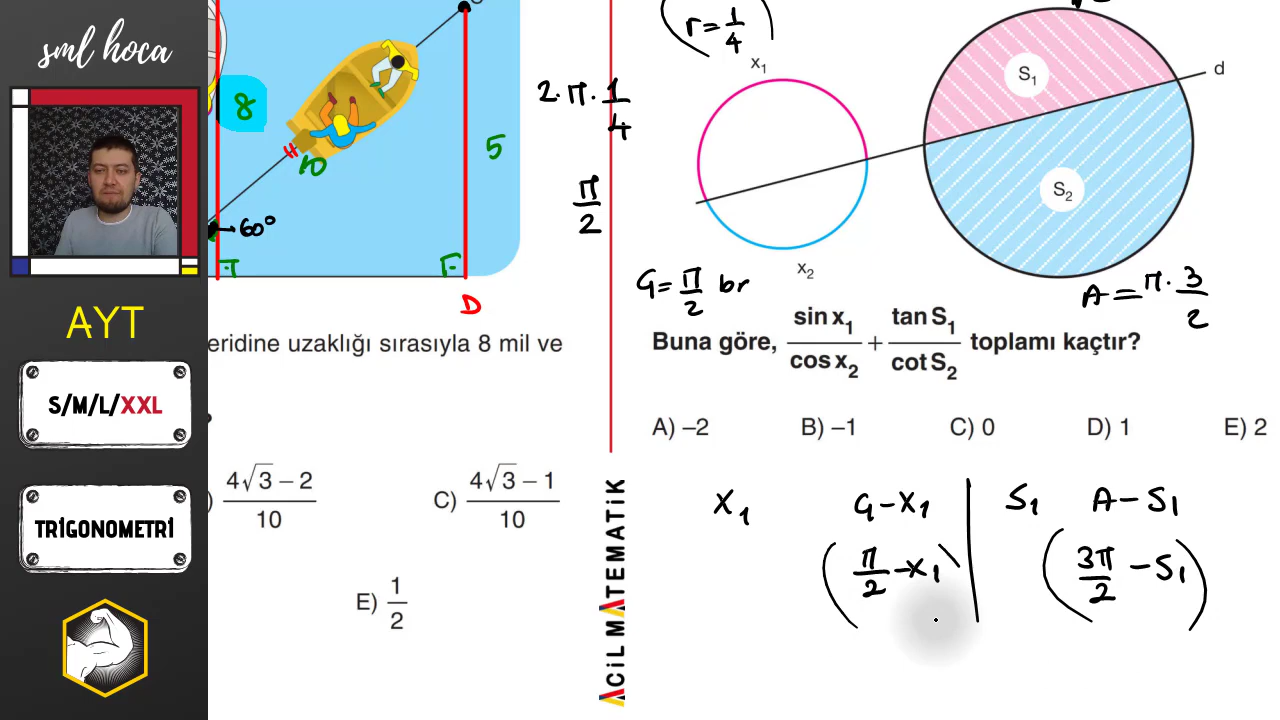 sml hoca
AYT
S/M/L/XXL
TRİGONOMETRİ
8
10
60°
5
F
D
eridine uzaklığı sırasıyla 8 mil ve
4√3 – 2
10
C) 4√3 – 1
10
E) 1
2
ACİL MATEMATİK
r = 1/4
2·π·1/4
π/2
x₁
x₂
Ç = π/2 br
S₁
S₂
d
A = π·3/2
Buna göre, sin x₁/cos x₂ + tan S₁/cot S₂ toplamı kaçtır?
A) –2 B) –1 C) 0 D) 1 E) 2
x₁ Ç – x₁ S₁ A – S₁
(π/2 – x₁) (3π/2 – S₁)